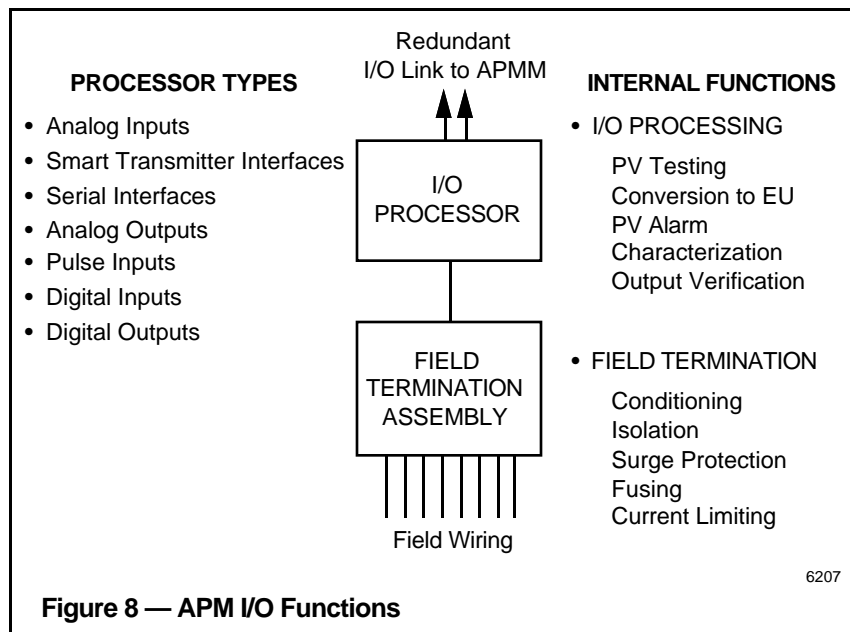 PROCESSOR TYPES
• Analog Inputs
• Smart Transmitter Interfaces
• Serial Interfaces
• Analog Outputs
• Pulse Inputs
• Digital Inputs
• Digital Outputs
Redundant
I/O Link to APMM
I/O
PROCESSOR
FIELD
TERMINATION
ASSEMBLY
Field Wiring
INTERNAL FUNCTIONS
• I/O PROCESSING
PV Testing
Conversion to EU
PV Alarm
Characterization
Output Verification
• FIELD TERMINATION
Conditioning
Isolation
Surge Protection
Fusing
Current Limiting
6207
Figure 8 — APM I/O Functions